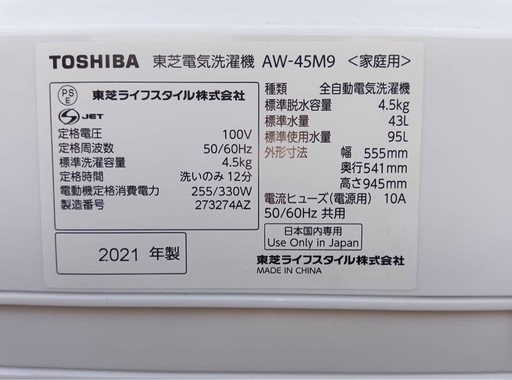 TOSHIBA 東芝電気洗濯機 AW-45M9 <家庭用>
PS
E
東芝ライフスタイル株式会社
JET
定格電圧 100V
定格周波数 50/60Hz
標準洗濯容量 4.5kg
定格時間 洗いのみ 12分
電動機定格消費電力 255/330W
製造番号 273274AZ
2021 年製
種類 全自動電気洗濯機
標準脱水容量 4.5kg
標準水量 43L
標準使用水量 95L
外形寸法 幅 555mm
奥行541mm
高さ945mm
電流ヒューズ(電源用) 10A
50/60Hz 共用
日本国内専用
Use Only in Japan
東芝ライフスタイル株式会社
MADE IN CHINA